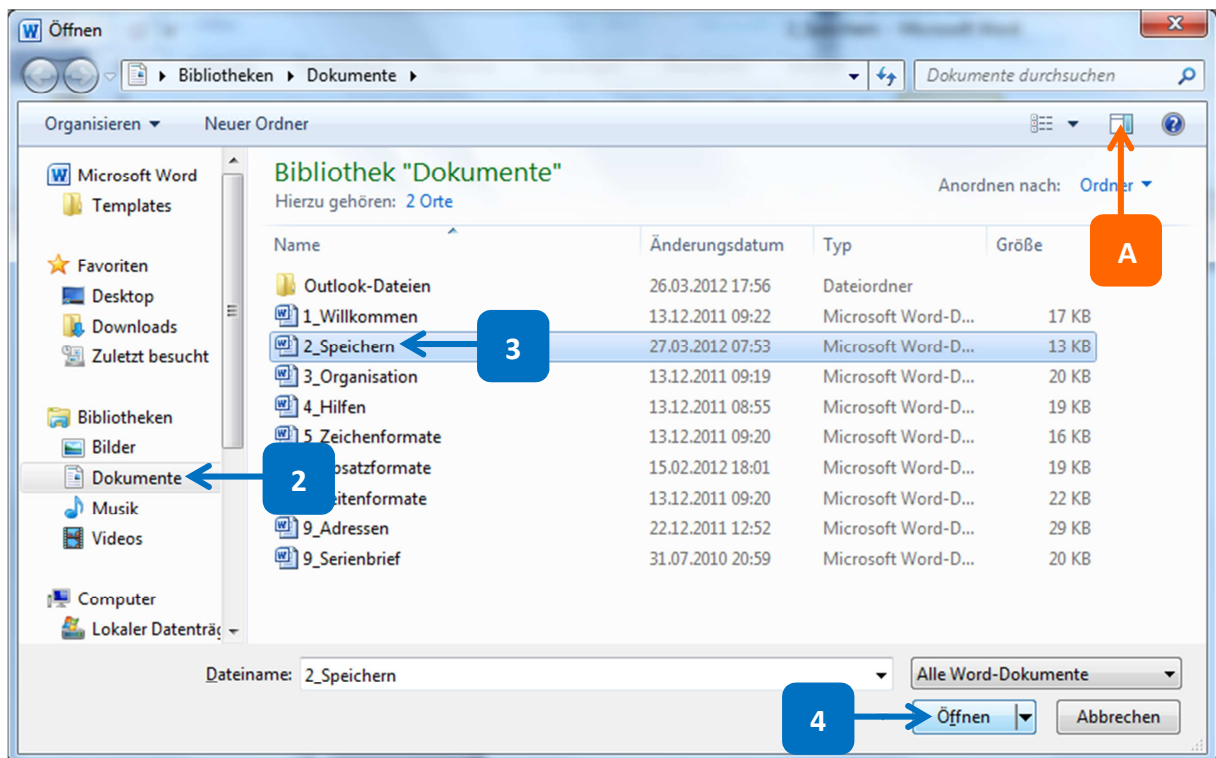 Öffnen
Bibliotheken Dokumente
Dokumente durchsuchen
Organisieren Neuer Ordner
Microsoft Word
Templates
Favoriten
Desktop
Downloads
Zuletzt besucht
Bibliotheken
Bilder
Dokumente
Musik
Videos
Computer
Lokaler Datenträg
Bibliothek "Dokumente"
Hierzu gehören: 2 Orte
Anordnen nach: Ordner
A
Name Änderungsdatum Typ Größe
Outlook-Dateien 26.03.2012 17:56 Dateiordner
1_Willkommen 13.12.2011 09:22 Microsoft Word-D... 17 KB
2_Speichern 27.03.2012 07:53 Microsoft Word-D... 13 KB
3
3_Organisation 13.12.2011 09:19 Microsoft Word-D... 20 KB
4_Hilfen 13.12.2011 08:55 Microsoft Word-D... 19 KB
5_Zeichenformate 13.12.2011 09:20 Microsoft Word-D... 16 KB
2
satzformate 15.02.2012 18:01 Microsoft Word-D... 19 KB
eitenformate 13.12.2011 09:20 Microsoft Word-D... 22 KB
9_Adressen 22.12.2011 12:52 Microsoft Word-D... 29 KB
9_Serienbrief 31.07.2010 20:59 Microsoft Word-D... 20 KB
Dateiname: 2_Speichern
Alle Word-Dokumente
4
Öffnen Abbrechen